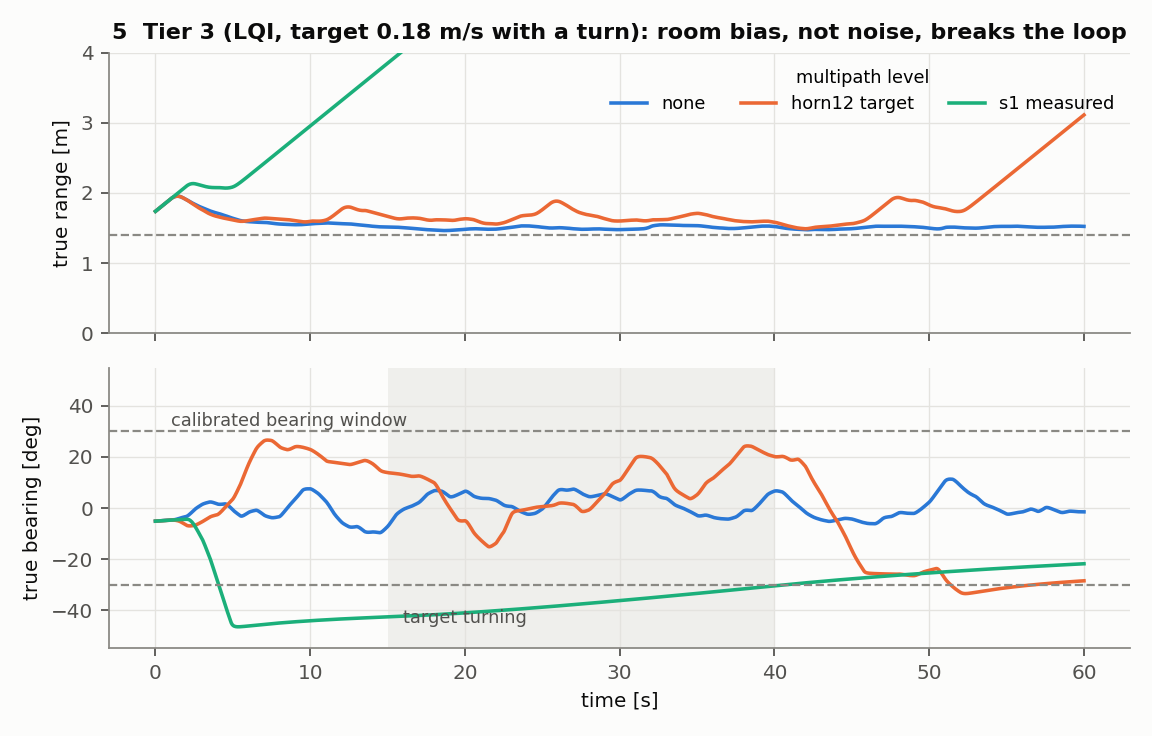 5 Tier 3 (LQI, target 0.18 m/s with a turn): room bias, not noise, breaks the loop
multipath level
none horn12 target s1 measured
true range [m]
4
3
2
1
0
true bearing [deg]
40
20
0
−20
−40
calibrated bearing window
target turning
0 10 20 30 40 50 60
time [s]